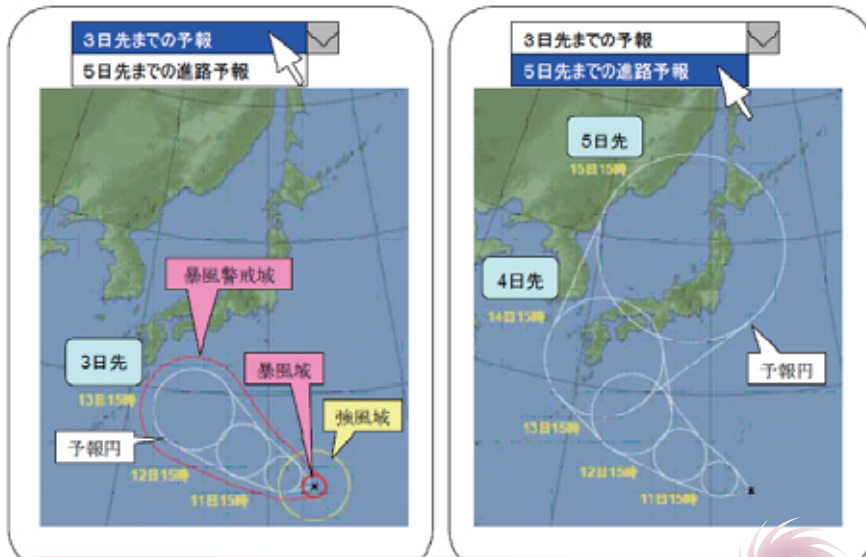 3日先までの予報
5日先までの進路予報
暴風警戒域
3日先
暴風域
13日15時
強風域
予報円
12日15時
11日15時
3日先までの予報
5日先までの進路予報
5日先
15日15時
4日先
14日15時
予報円
13日15時
12日15時
11日15時